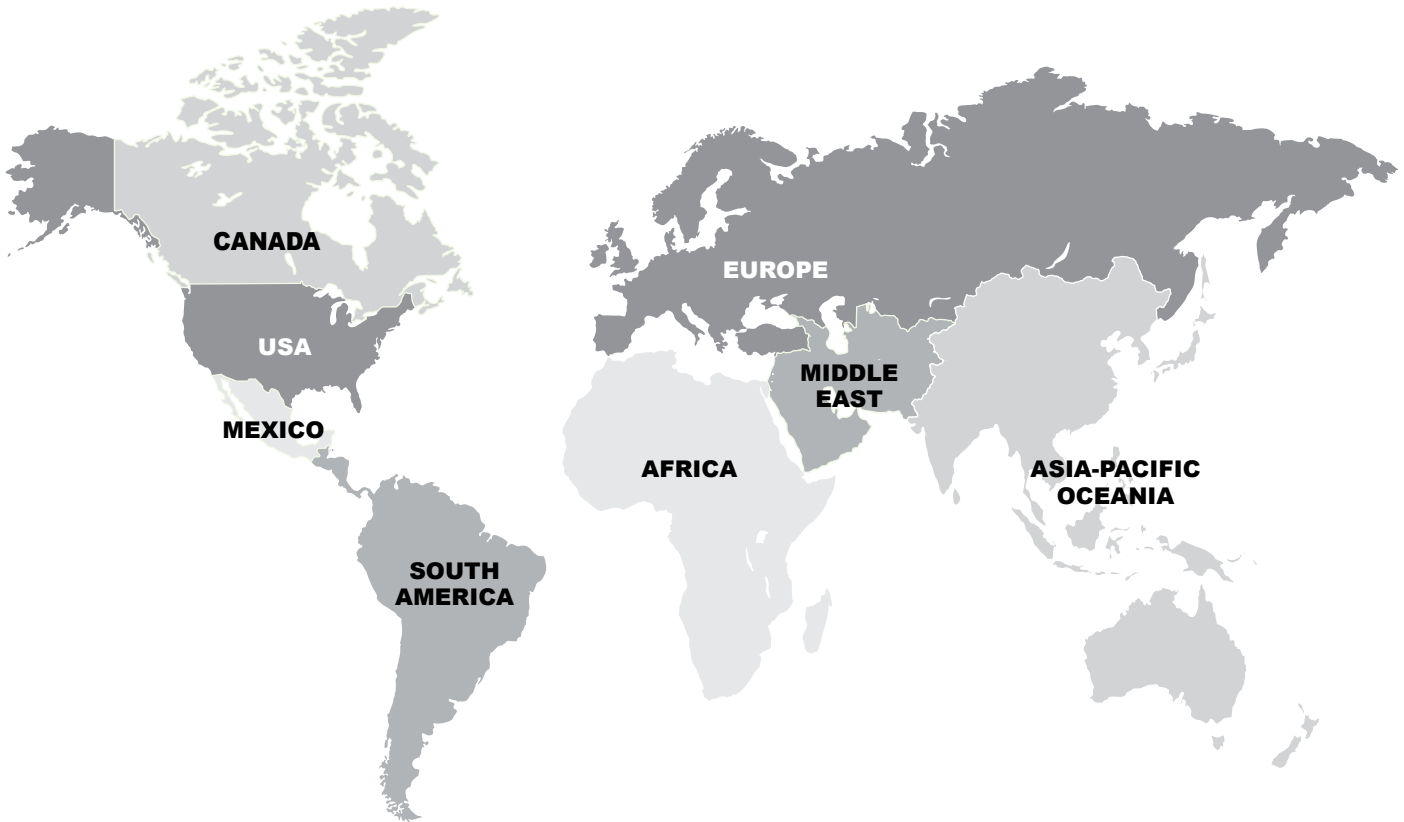 CANADA
EUROPE
USA
MIDDLE
EAST
MEXICO
AFRICA
ASIA-PACIFIC
OCEANIA
SOUTH
AMERICA